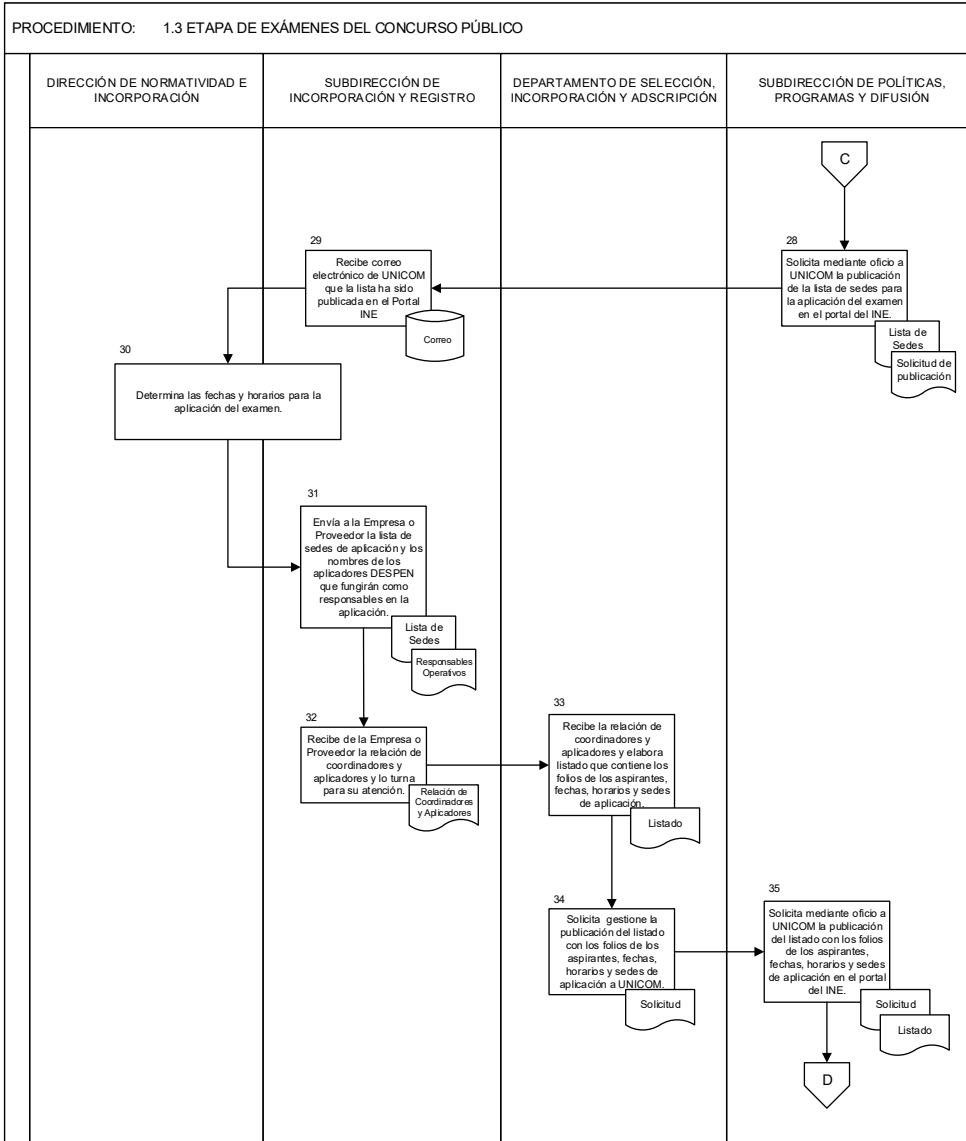 PROCEDIMIENTO: 1.3 ETAPA DE EXÁMENES DEL CONCURSO PÚBLICO
DIRECCIÓN DE NORMATIVIDAD E
INCORPORACIÓN
SUBDIRECCIÓN DE
INCORPORACIÓN Y REGISTRO
DEPARTAMENTO DE SELECCIÓN,
INCORPORACIÓN Y ADSCRIPCIÓN
SUBDIRECCIÓN DE POLÍTICAS,
PROGRAMAS Y DIFUSIÓN
C
28
Solicita mediante oficio a
UNICOM la publicación
de la lista de sedes para
la aplicación del examen
en el portal del INE.
Lista de
Sedes
Solicitud de
publicación
29
Recibe correo
electrónico de UNICOM
que la lista ha sido
publicada en el Portal
INE
Correo
30
Determina las fechas y horarios para la
aplicación del examen.
31
Envía a la Empresa o
Proveedor la lista de
sedes de aplicación y los
nombres de los
aplicadores DESPEN
que fungirán como
responsables en la
aplicación.
Lista de
Sedes
Responsables
Operativos
32
Recibe de la Empresa o
Proveedor la relación de
coordinadores y
aplicadores y lo turna
para su atención.
Relación de
Coordinadores
y Aplicadores
33
Recibe la relación de
coordinadores y
aplicadores y elabora
listado que contiene los
folios de los aspirantes,
fechas, horarios y sedes
de aplicación.
Listado
34
Solicita gestione la
publicación del listado
con los folios de los
aspirantes, fechas,
horarios y sedes de
aplicación a UNICOM.
Solicitud
35
Solicita mediante oficio a
UNICOM la publicación
del listado con los folios
de los aspirantes,
fechas, horarios y sedes
de aplicación en el portal
del INE.
Solicitud
Listado
D